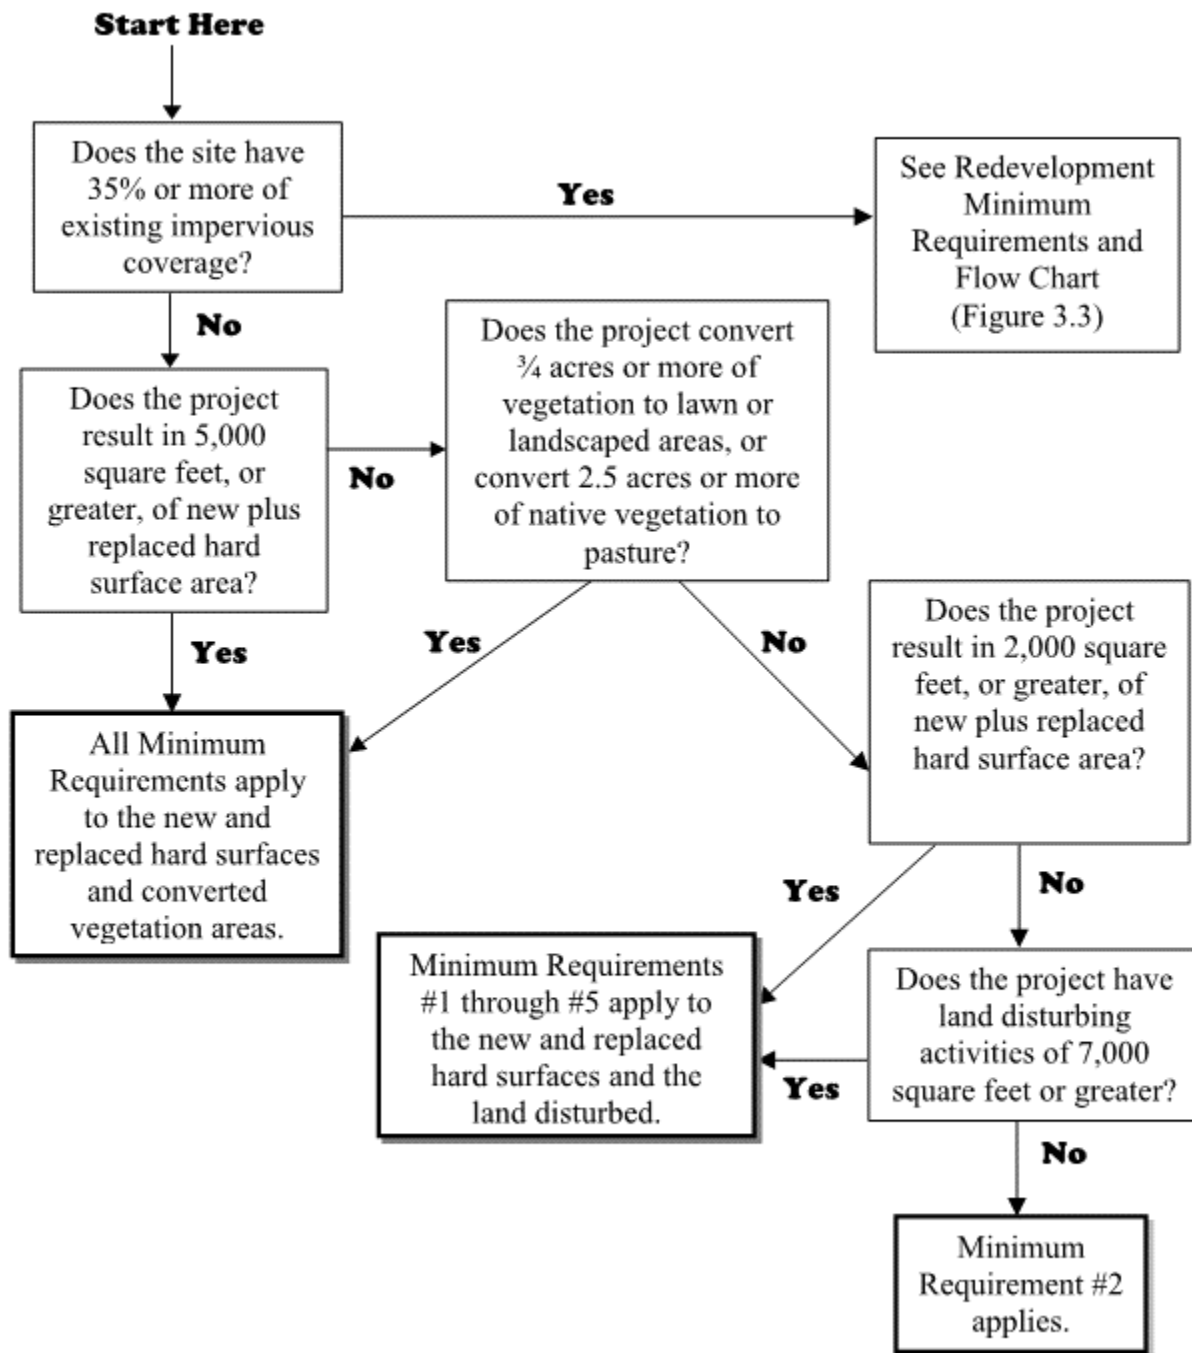 Start Here
Does the site have
35% or more of
existing impervious
coverage?
Yes
See Redevelopment
Minimum
Requirements and
Flow Chart
(Figure 3.3)
No
Does the project
result in 5,000
square feet, or
greater, of new plus
replaced hard
surface area?
No
Does the project convert
¾ acres or more of
vegetation to lawn or
landscaped areas, or
convert 2.5 acres or more
of native vegetation to
pasture?
Yes
Yes
No
Does the project
result in 2,000 square
feet, or greater, of
new plus replaced
hard surface area?
All Minimum
Requirements apply
to the new and
replaced hard surfaces
and converted
vegetation areas.
Yes
No
Minimum Requirements
#1 through #5 apply to
the new and replaced
hard surfaces and the
land disturbed.
Does the project have
land disturbing
activities of 7,000
square feet or greater?
Yes
No
Minimum
Requirement #2
applies.